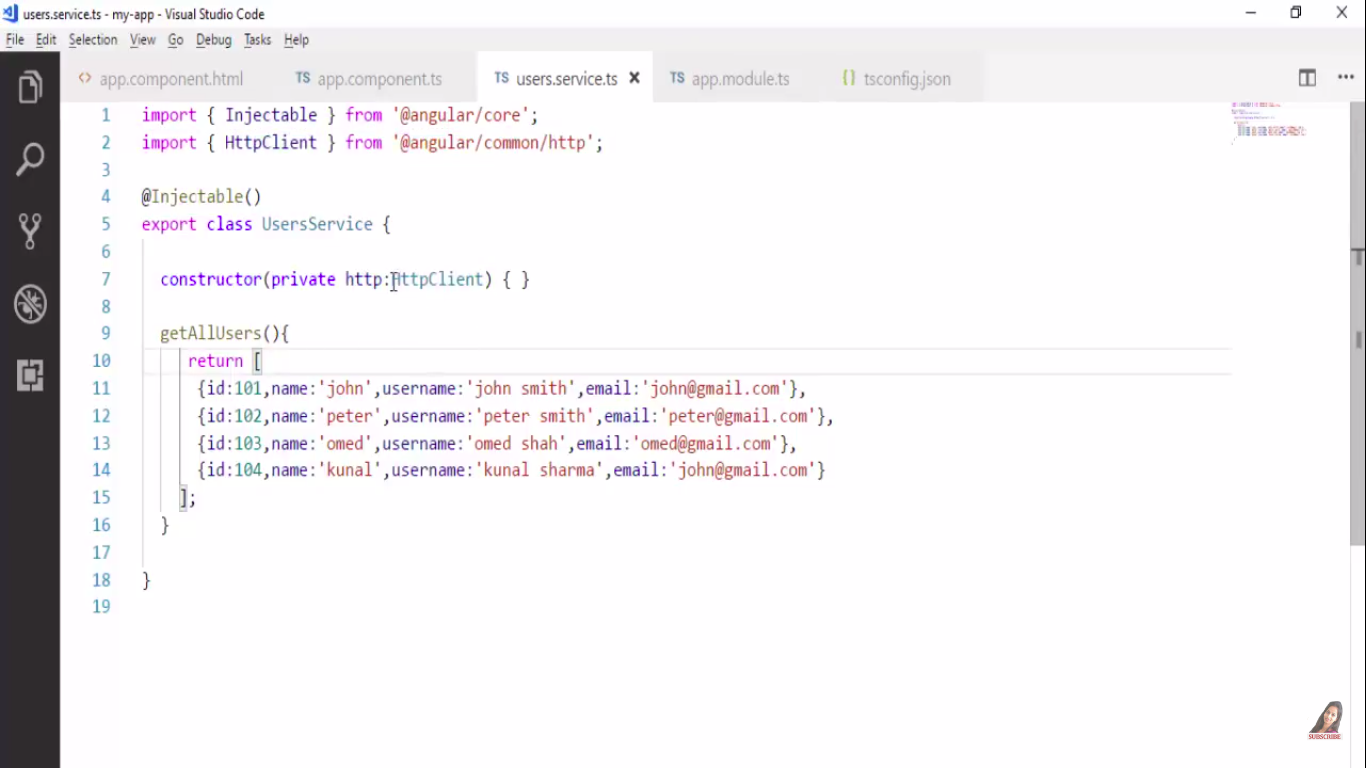 users.service.ts - my-app - Visual Studio Code
File Edit Selection View Go Debug Tasks Help
<> app.component.html TS app.component.ts TS users.service.ts × TS app.module.ts {} tsconfig.json ...
1 import { Injectable } from '@angular/core';
2 import { HttpClient } from '@angular/common/http';
3
4 @Injectable()
5 export class UsersService {
6
7 constructor(private http:HttpClient) { }
8
9 getAllUsers(){
10 return [
11 {id:101,name:'john',username:'john smith',email:'john@gmail.com'},
12 {id:102,name:'peter',username:'peter smith',email:'peter@gmail.com'},
13 {id:103,name:'omed',username:'omed shah',email:'omed@gmail.com'},
14 {id:104,name:'kunal',username:'kunal sharma',email:'john@gmail.com'}
15 ];
16 }
17
18 }
19
SUBSCRIBE